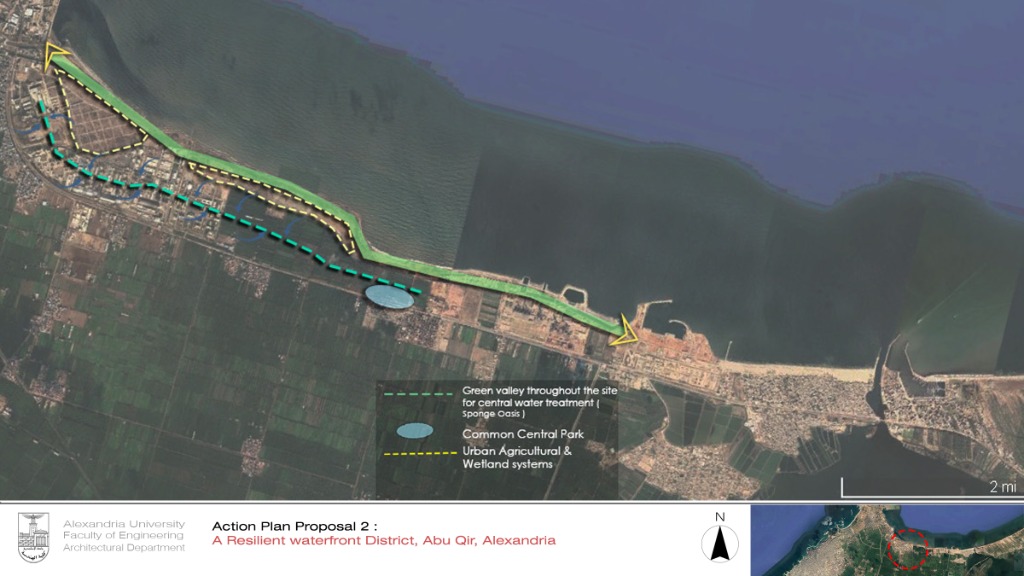 Green valley throughout the site
for central water treatment (
Sponge Oasis )
Common Central Park
Urban Agricultural &
Wetland systems
2 mi
Alexandria University
Faculty of Engineering
Architectural Department
Action Plan Proposal 2 :
A Resilient waterfront District, Abu Qir, Alexandria
N